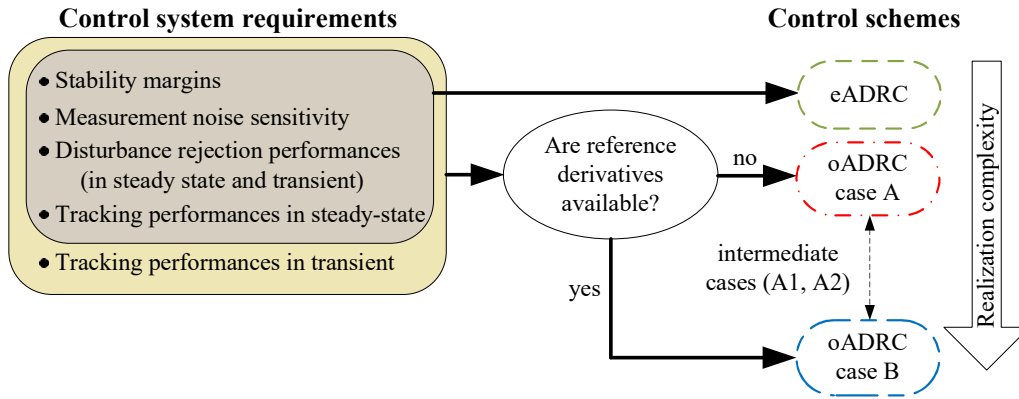 Control system requirements
Control schemes
• Stability margins
• Measurement noise sensitivity
• Disturbance rejection performances
(in steady state and transient)
• Tracking performances in steady-state
• Tracking performances in transient
Are reference
derivatives
available?
no
yes
eADRC
oADRC
case A
intermediate
cases (A1, A2)
oADRC
case B
Realization complexity